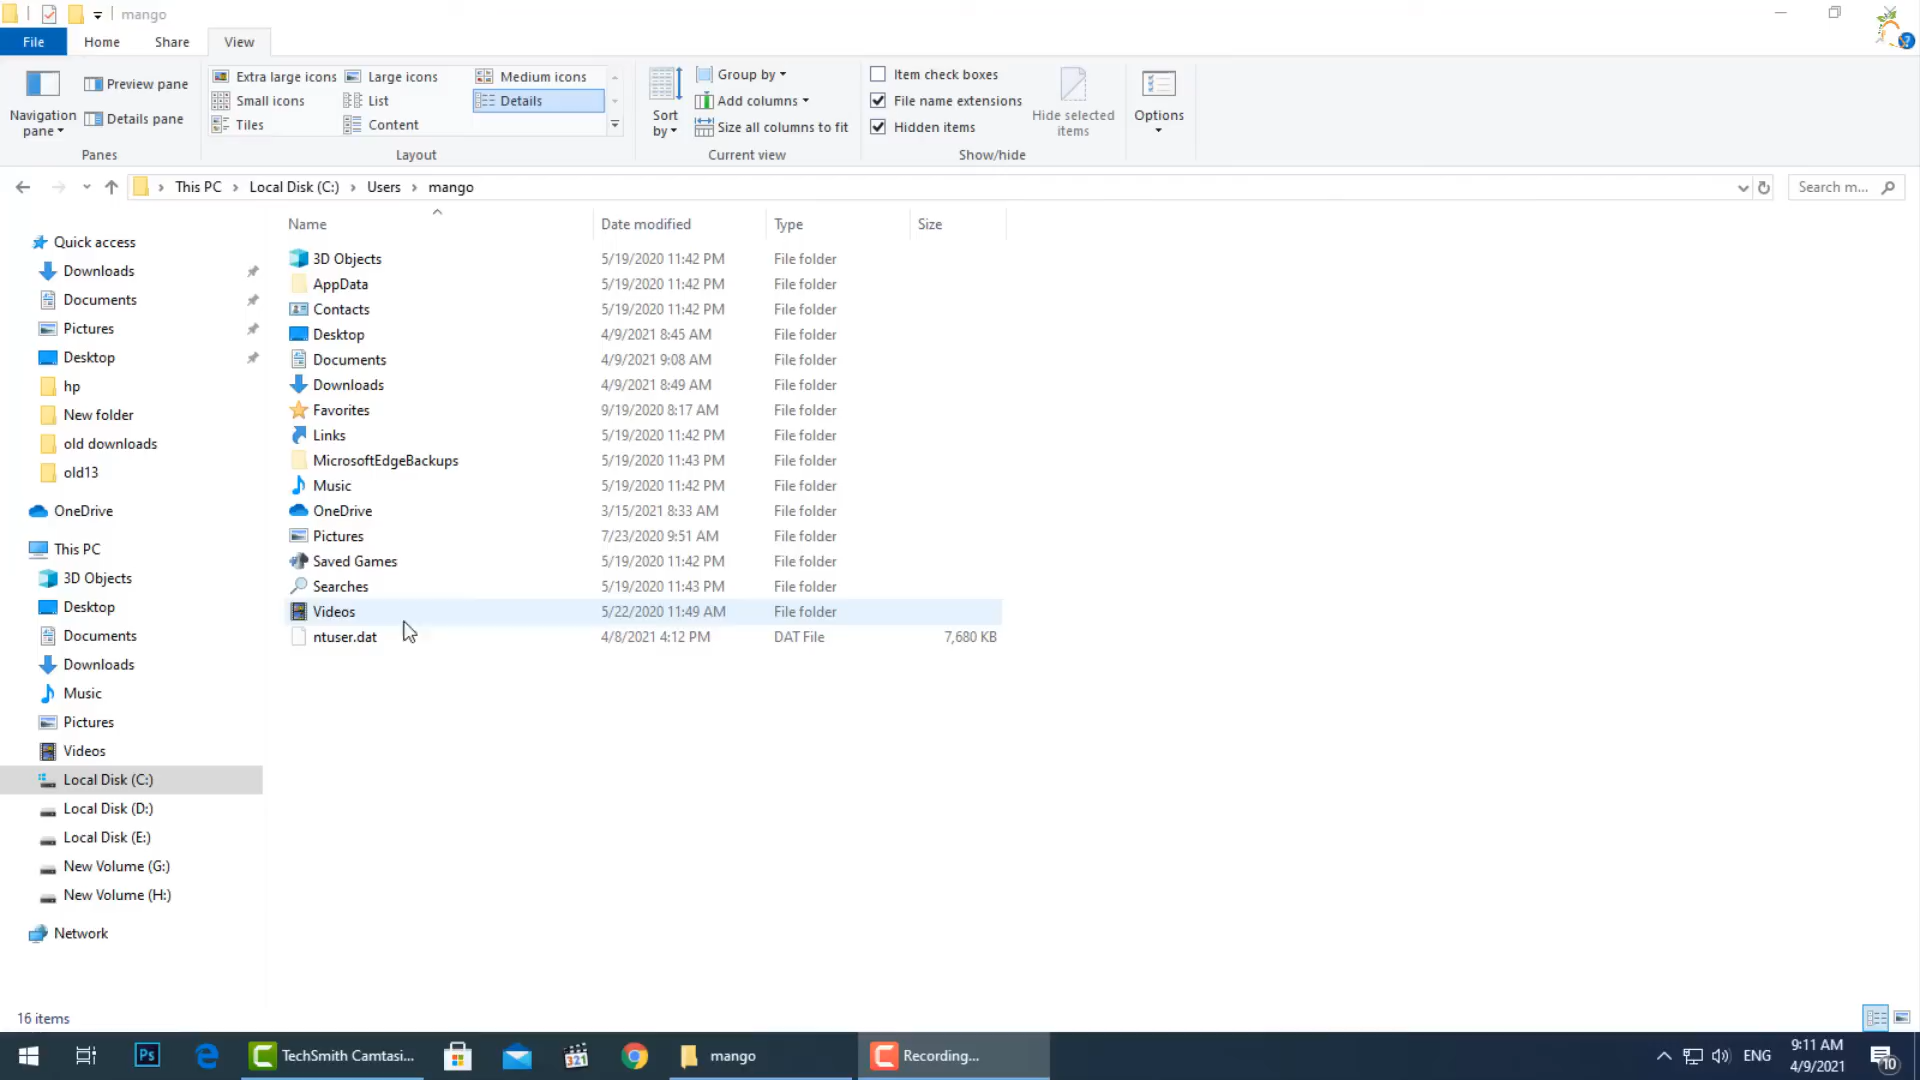 mango
File Home Share View
Navigation pane
Preview pane
Details pane
Panes
Extra large icons Large icons Medium icons
Small icons List Details
Tiles Content
Layout
Sort by
Group by
Add columns
Size all columns to fit
Current view
Item check boxes
File name extensions
Hidden items
Hide selected items
Show/hide
Options
This PC Local Disk (C:) Users mango
Search m...
Quick access
Downloads
Documents
Pictures
Desktop
hp
New folder
old downloads
old13
OneDrive
This PC
3D Objects
Desktop
Documents
Downloads
Music
Pictures
Videos
Local Disk (C:)
Local Disk (D:)
Local Disk (E:)
New Volume (G:)
New Volume (H:)
Network
Name Date modified Type Size
3D Objects 5/19/2020 11:42 PM File folder
AppData 5/19/2020 11:42 PM File folder
Contacts 5/19/2020 11:42 PM File folder
Desktop 4/9/2021 8:45 AM File folder
Documents 4/9/2021 9:08 AM File folder
Downloads 4/9/2021 8:49 AM File folder
Favorites 9/19/2020 8:17 AM File folder
Links 5/19/2020 11:42 PM File folder
MicrosoftEdgeBackups 5/19/2020 11:43 PM File folder
Music 5/19/2020 11:42 PM File folder
OneDrive 3/15/2021 8:33 AM File folder
Pictures 7/23/2020 9:51 AM File folder
Saved Games 5/19/2020 11:42 PM File folder
Searches 5/19/2020 11:43 PM File folder
Videos 5/22/2020 11:49 AM File folder
ntuser.dat 4/8/2021 4:12 PM DAT File 7,680 KB
16 items
Ps
TechSmith Camtasi...
321
mango
Recording...
ENG
9:11 AM
4/9/2021
10